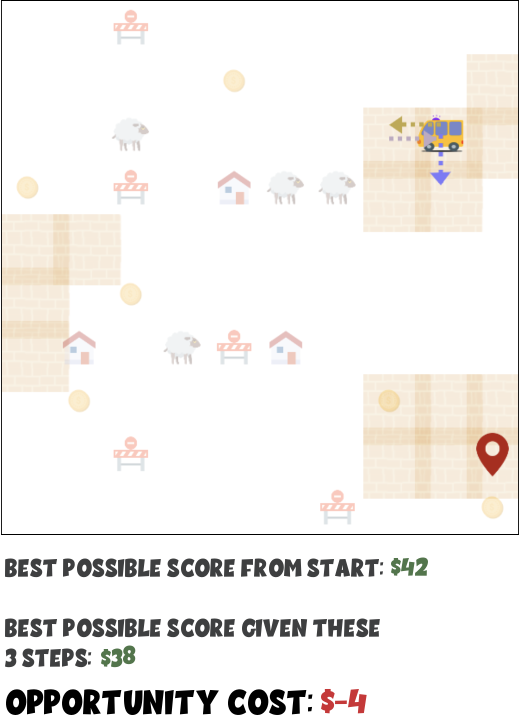 BEST POSSIBLE SCORE FROM START: $42
BEST POSSIBLE SCORE GIVEN THESE
3 STEPS: $38
OPPORTUNITY COST: $-4